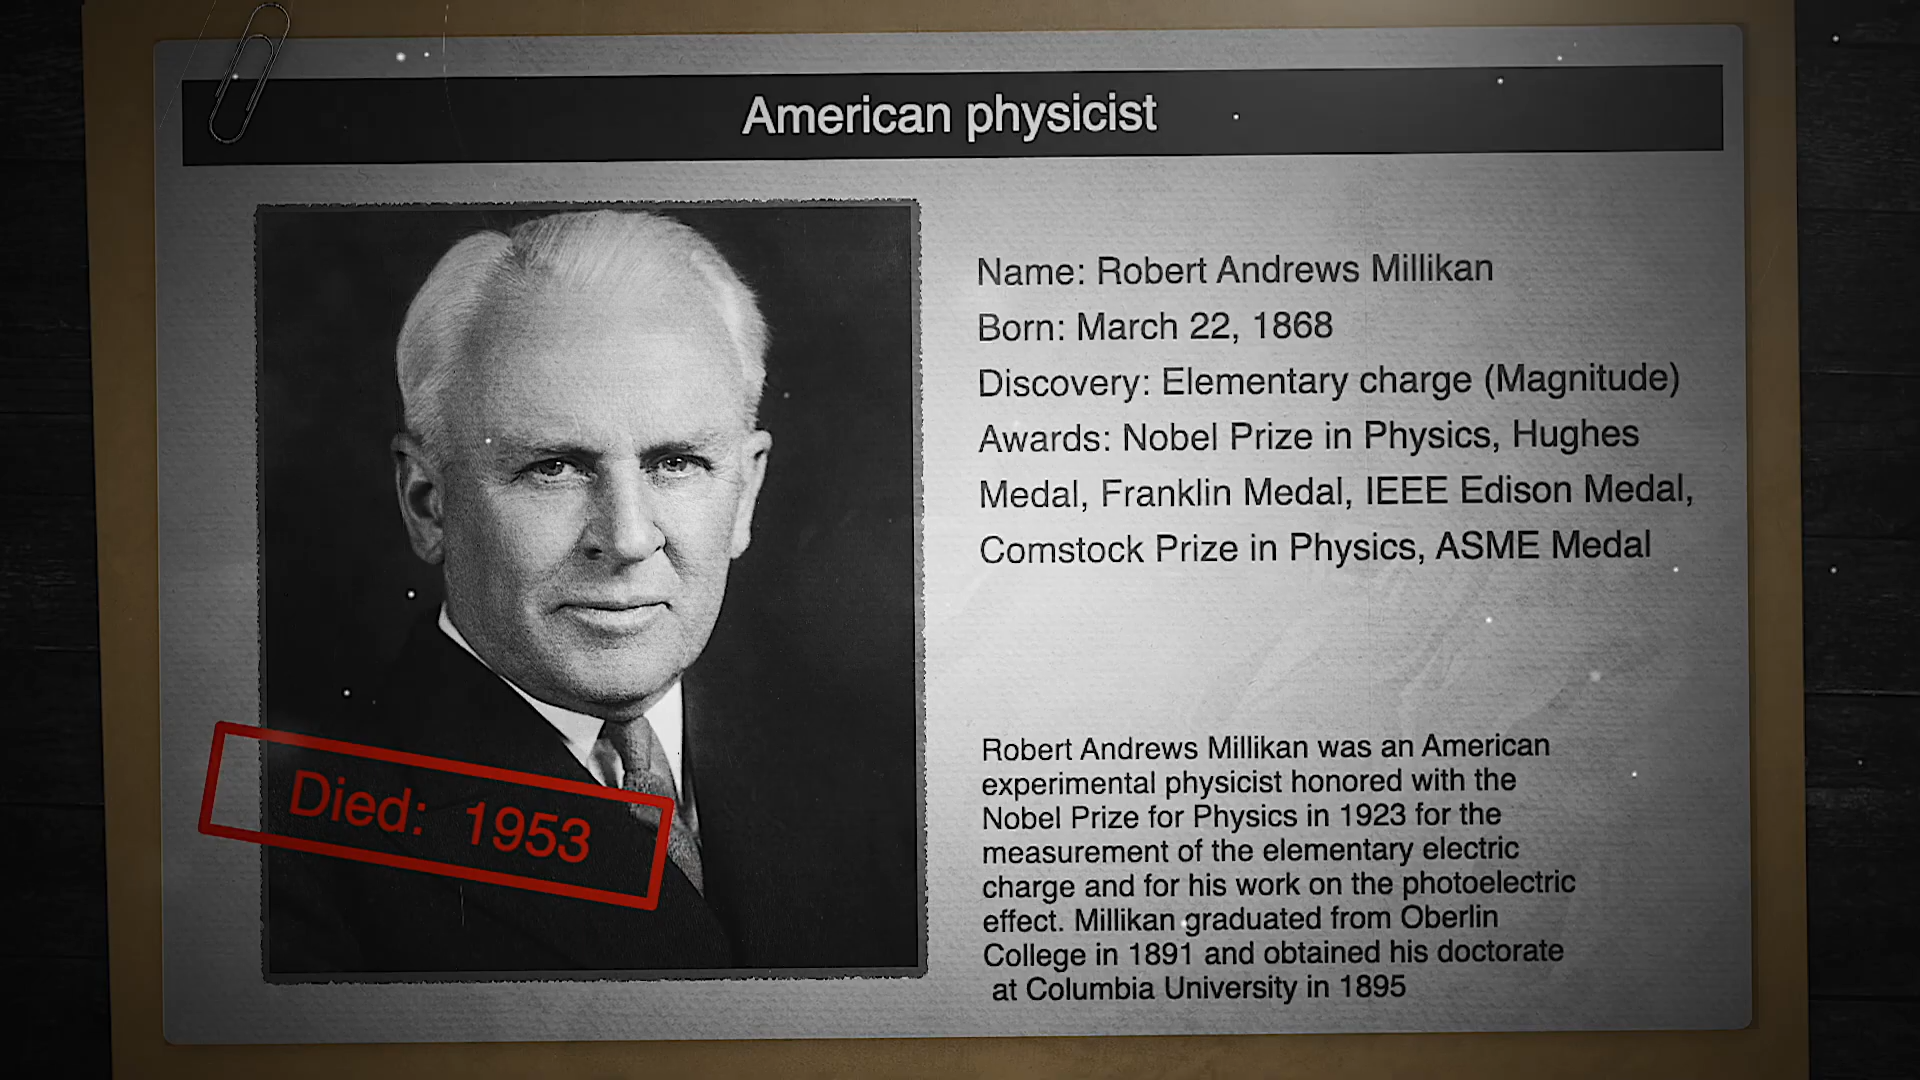 American physicist
Name: Robert Andrews Millikan
Born: March 22, 1868
Discovery: Elementary charge (Magnitude)
Awards: Nobel Prize in Physics, Hughes
Medal, Franklin Medal, IEEE Edison Medal,
Comstock Prize in Physics, ASME Medal
Died: 1953
Robert Andrews Millikan was an American
experimental physicist honored with the
Nobel Prize for Physics in 1923 for the
measurement of the elementary electric
charge and for his work on the photoelectric
effect. Millikan graduated from Oberlin
College in 1891 and obtained his doctorate
at Columbia University in 1895